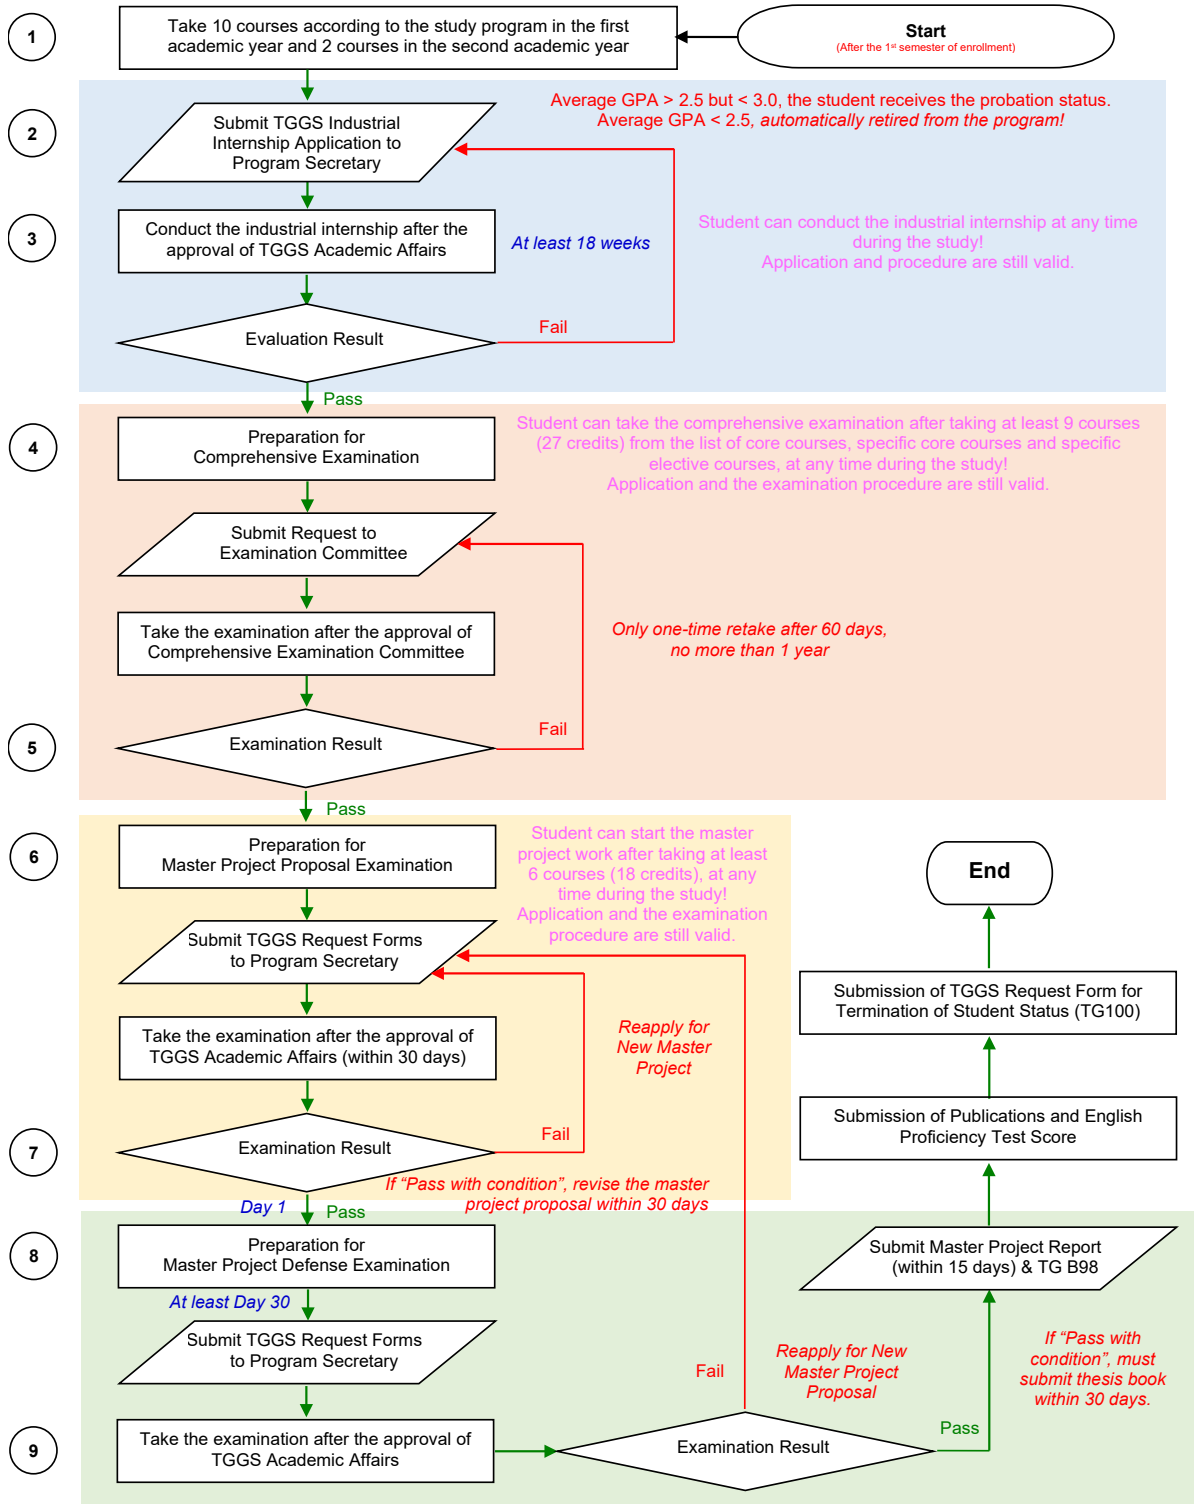 1
Take 10 courses according to the study program in the first
academic year and 2 courses in the second academic year
Start
(After the 1st semester of enrollment)
2
Submit TGGS Industrial
Internship Application to
Program Secretary
Average GPA > 2.5 but < 3.0, the student receives the probation status.
Average GPA < 2.5, automatically retired from the program!
3
Conduct the industrial internship after the
approval of TGGS Academic Affairs
At least 18 weeks
Student can conduct the industrial internship at any time
during the study!
Application and procedure are still valid.
Evaluation Result
Fail
Pass
4
Preparation for
Comprehensive Examination
Student can take the comprehensive examination after taking at least 9 courses
(27 credits) from the list of core courses, specific core courses and specific
elective courses, at any time during the study!
Application and the examination procedure are still valid.
Submit Request to
Examination Committee
Take the examination after the approval of
Comprehensive Examination Committee
Only one-time retake after 60 days,
no more than 1 year
5
Examination Result
Fail
Pass
6
Preparation for
Master Project Proposal Examination
Student can start the master
project work after taking at least
6 courses (18 credits), at any
time during the study!
Application and the examination
procedure are still valid.
Submit TGGS Request Forms
to Program Secretary
Take the examination after the approval of
TGGS Academic Affairs (within 30 days)
Reapply for
New Master
Project
7
Examination Result
Fail
If “Pass with condition”, revise the master
project proposal within 30 days
Day 1
Pass
8
Preparation for
Master Project Defense Examination
At least Day 30
Submit TGGS Request Forms
to Program Secretary
9
Take the examination after the approval of
TGGS Academic Affairs
Examination Result
Fail
Reapply for New
Master Project
Proposal
Pass
If “Pass with
condition”, must
submit thesis book
within 30 days.
Submit Master Project Report
(within 15 days) & TG B98
Submission of Publications and English
Proficiency Test Score
Submission of TGGS Request Form for
Termination of Student Status (TG100)
End